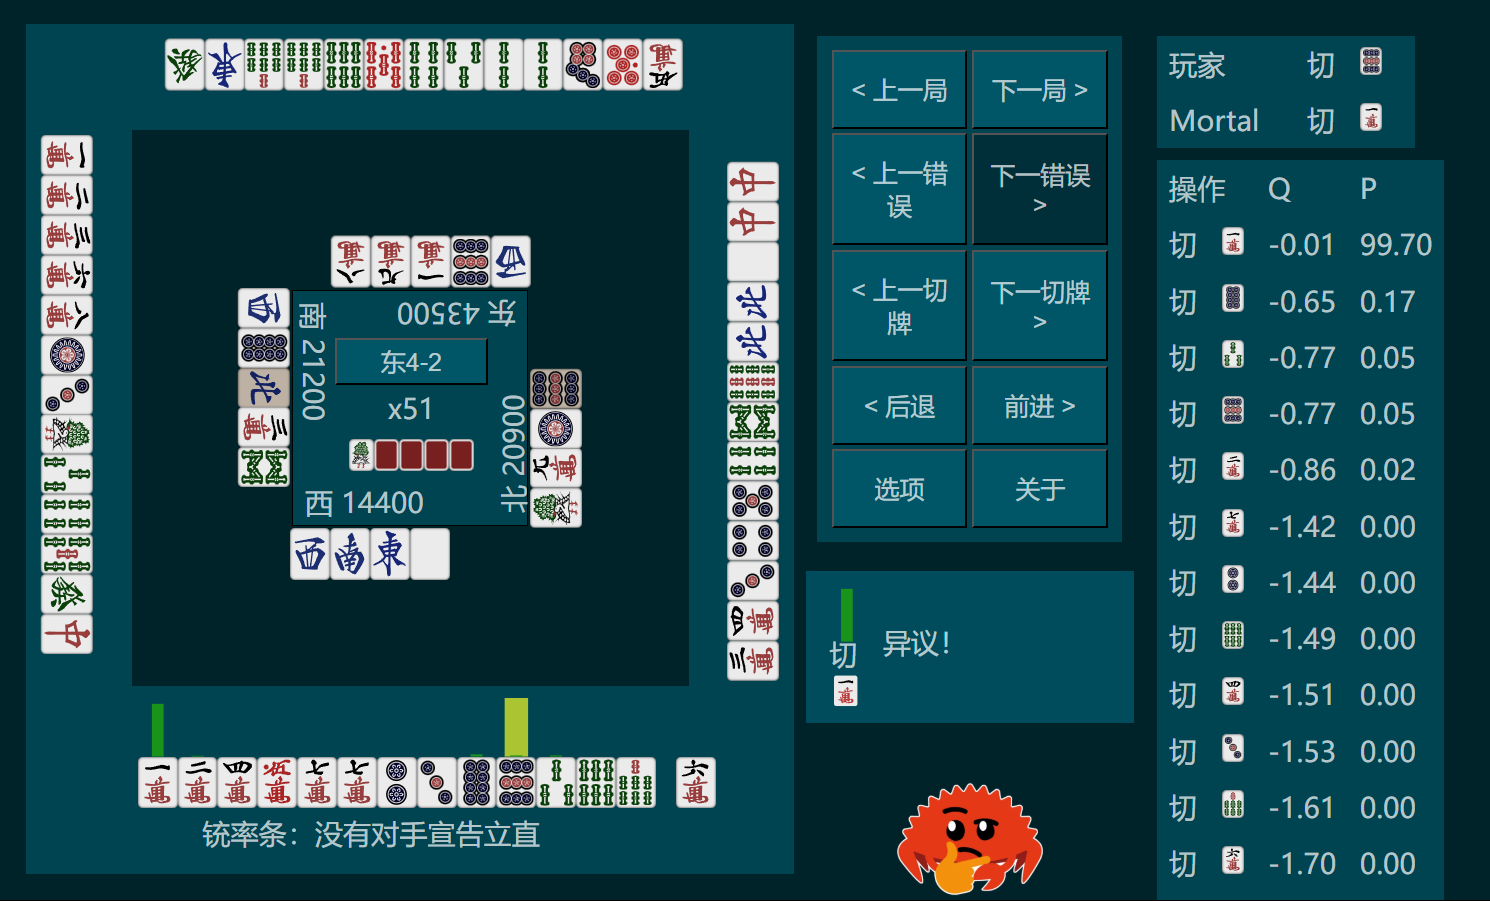 < 上一局
下一局 >
< 上一错
误
下一错误
>
< 上一切
牌
下一切牌
>
< 后退
前进 >
选项
关于
玩家 切
Mortal 切
操作 Q P
切 -0.01 99.70
切 -0.65 0.17
切 -0.77 0.05
切 -0.77 0.05
切 -0.86 0.02
切 -1.42 0.00
切 -1.44 0.00
切 -1.49 0.00
切 -1.51 0.00
切 -1.53 0.00
切 -1.61 0.00
切 -1.70 0.00
东 43500
南 21200
东4-2
x51
北 20900
西 14400
切
异议!
铳率条：没有对手宣告立直